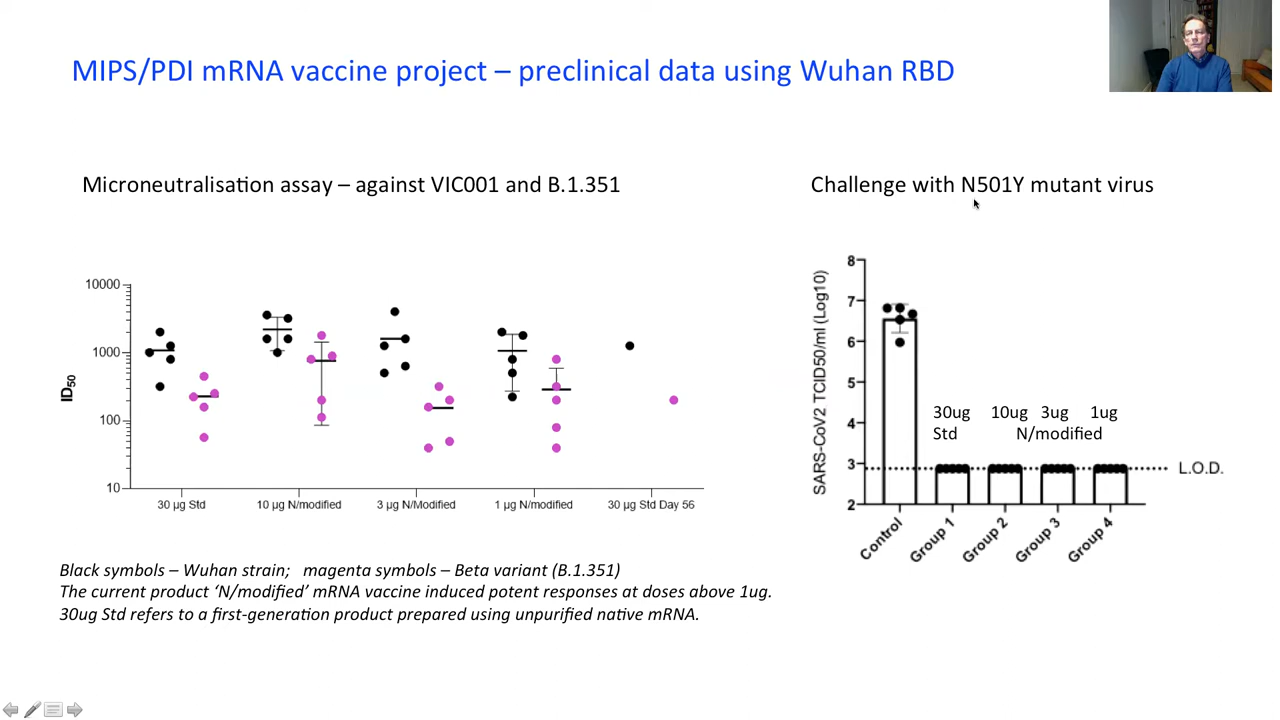 MIPS/PDI mRNA vaccine project – preclinical data using Wuhan RBD
Microneutralisation assay – against VIC001 and B.1.351
ID50
10000
1000
100
10
30 µg Std
10 µg N/modified
3 µg N/Modified
1 µg N/modified
30 µg Std Day 56
Black symbols – Wuhan strain;   magenta symbols – Beta variant (B.1.351)
The current product ‘N/modified’ mRNA vaccine induced potent responses at doses above 1ug.
30ug Std refers to a first-generation product prepared using unpurified native mRNA.
Challenge with N501Y mutant virus
SARS-CoV2 TCID50/ml (Log10)
8
7
6
5
4
3
2
30ug 10ug 3ug 1ug
Std N/modified
L.O.D.
Control
Group 1
Group 2
Group 3
Group 4